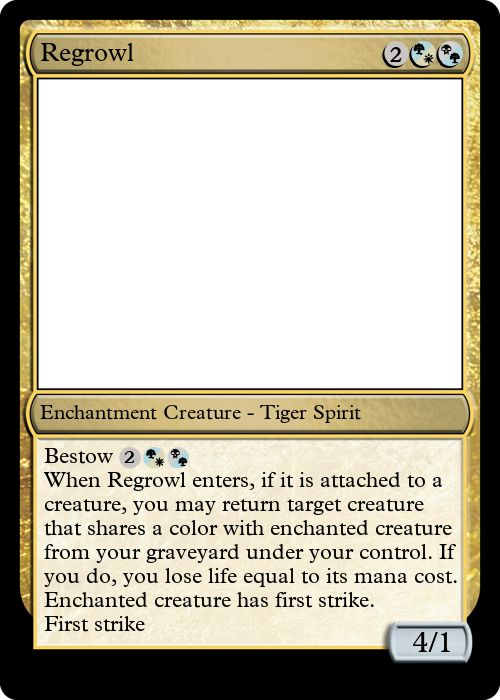 Regrowl 2
Enchantment Creature - Tiger Spirit
Bestow 2
When Regrowl enters, if it is attached to a
creature, you may return target creature
that shares a color with enchanted creature
from your graveyard under your control. If
you do, you lose life equal to its mana cost.
Enchanted creature has first strike.
First strike
4/1